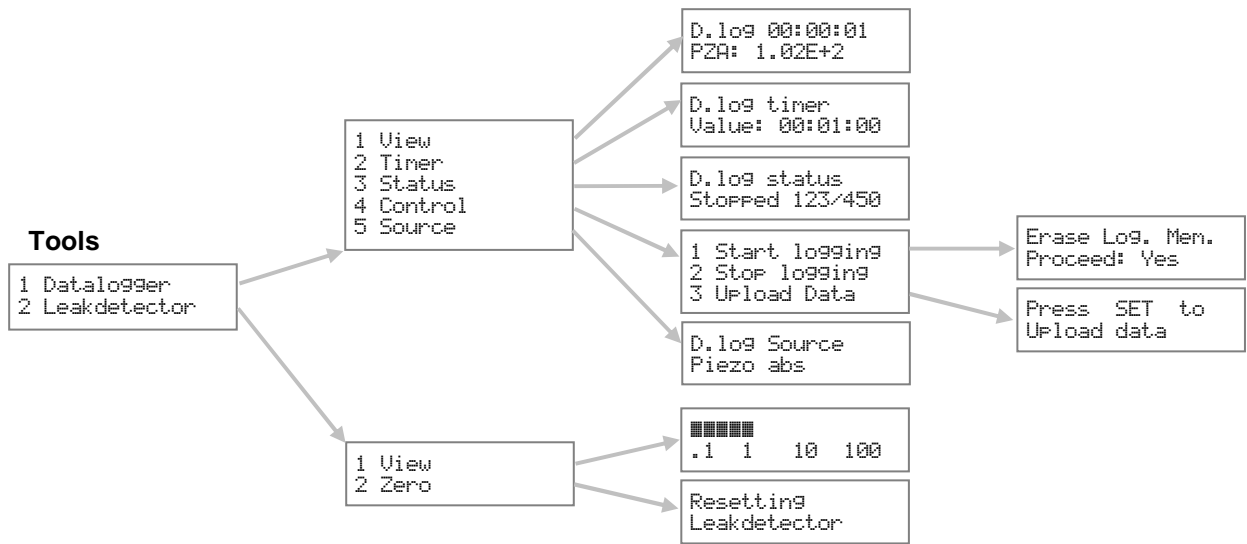 Tools
1 Datalogger
2 Leakdetector
1 View
2 Timer
3 Status
4 Control
5 Source
D.log 00:00:01
PZA: 1.02E+2
D.log timer
Value: 00:01:00
D.log status
Stopped 123/450
1 Start logging
2 Stop logging
3 Upload Data
Erase Log. Mem.
Proceed: Yes
Press SET to
Upload data
D.log Source
Piezo abs
1 View
2 Zero
.1 1 10 100
Resetting
Leakdetector